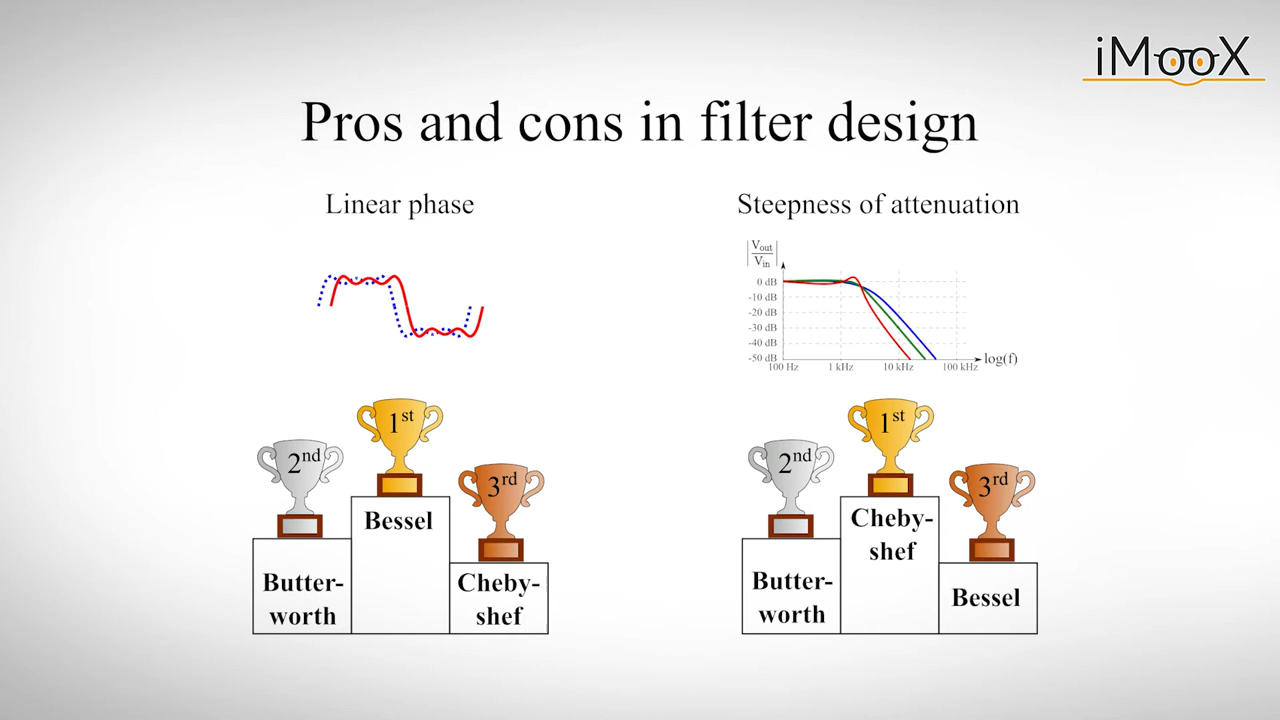 iMooX
Pros and cons in filter design
Linear phase
Steepness of attenuation
|Vout/Vin|
0 dB
-10 dB
-20 dB
-30 dB
-40 dB
-50 dB
100 Hz
1 kHz
10 kHz
100 kHz
log(f)
1st
2nd
3rd
Bessel
Butter-
worth
Cheby-
shef
1st
2nd
3rd
Cheby-
shef
Butter-
worth
Bessel